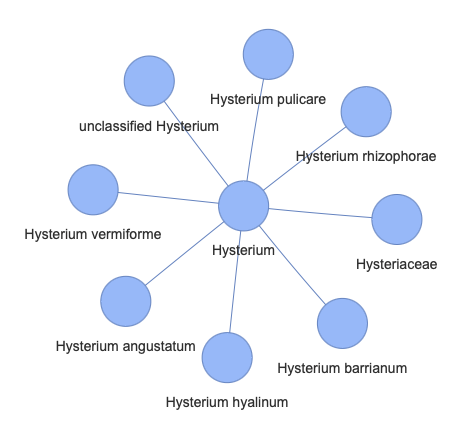 Hysterium pulicare
unclassified Hysterium
Hysterium rhizophorae
Hysterium vermiforme
Hysterium
Hysteriaceae
Hysterium angustatum
Hysterium barrianum
Hysterium hyalinum